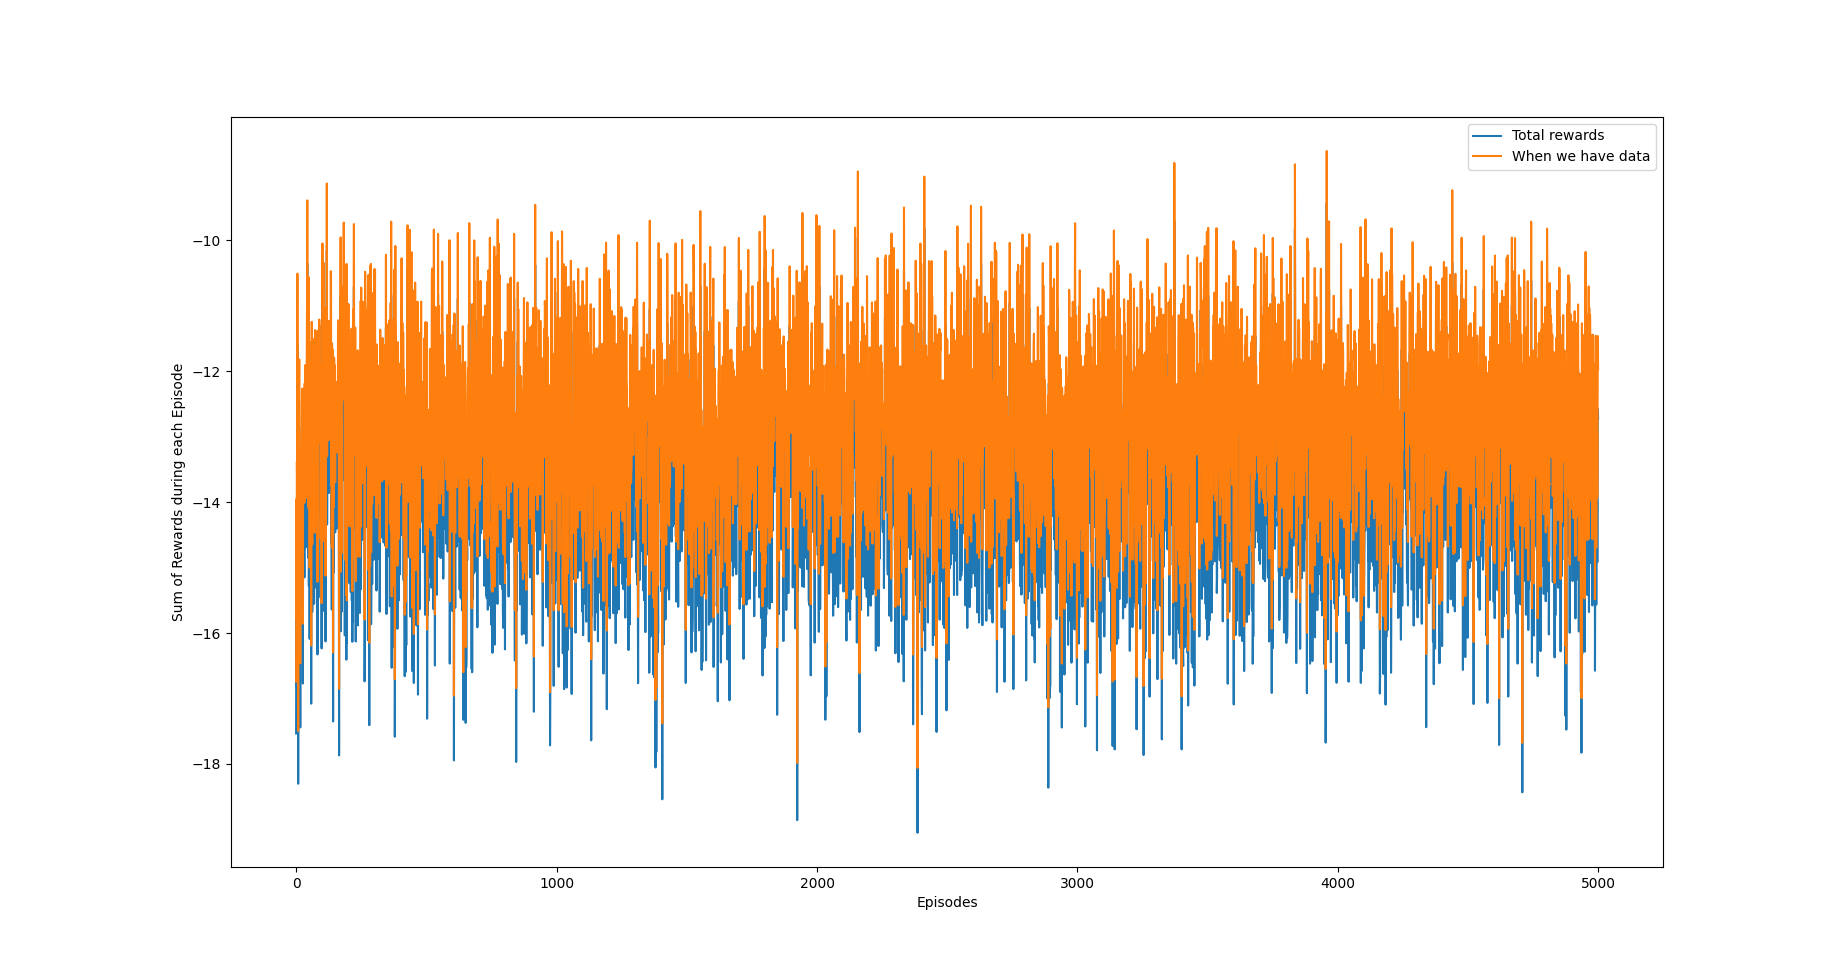 Total rewards
When we have data
Sum of Rewards during each Episode
−10
−12
−14
−16
−18
0
1000
2000
3000
4000
5000
Episodes